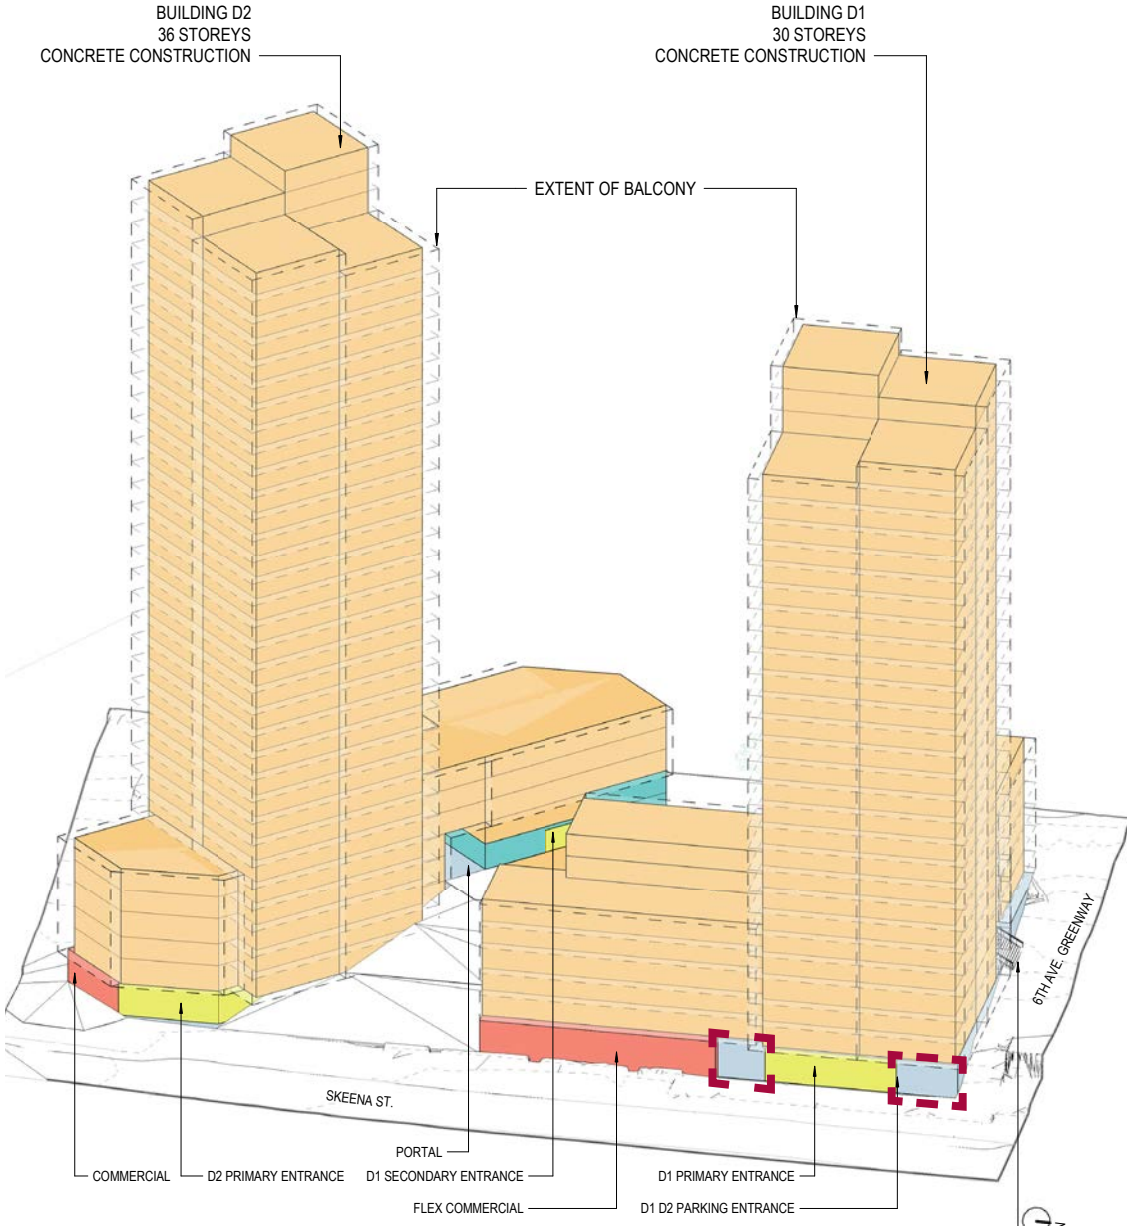 BUILDING D2
36 STOREYS
CONCRETE CONSTRUCTION
BUILDING D1
30 STOREYS
CONCRETE CONSTRUCTION
EXTENT OF BALCONY
6TH AVE. GREENWAY
SKEENA ST.
PORTAL
COMMERCIAL
D2 PRIMARY ENTRANCE
D1 SECONDARY ENTRANCE
D1 PRIMARY ENTRANCE
FLEX COMMERCIAL
D1 D2 PARKING ENTRANCE